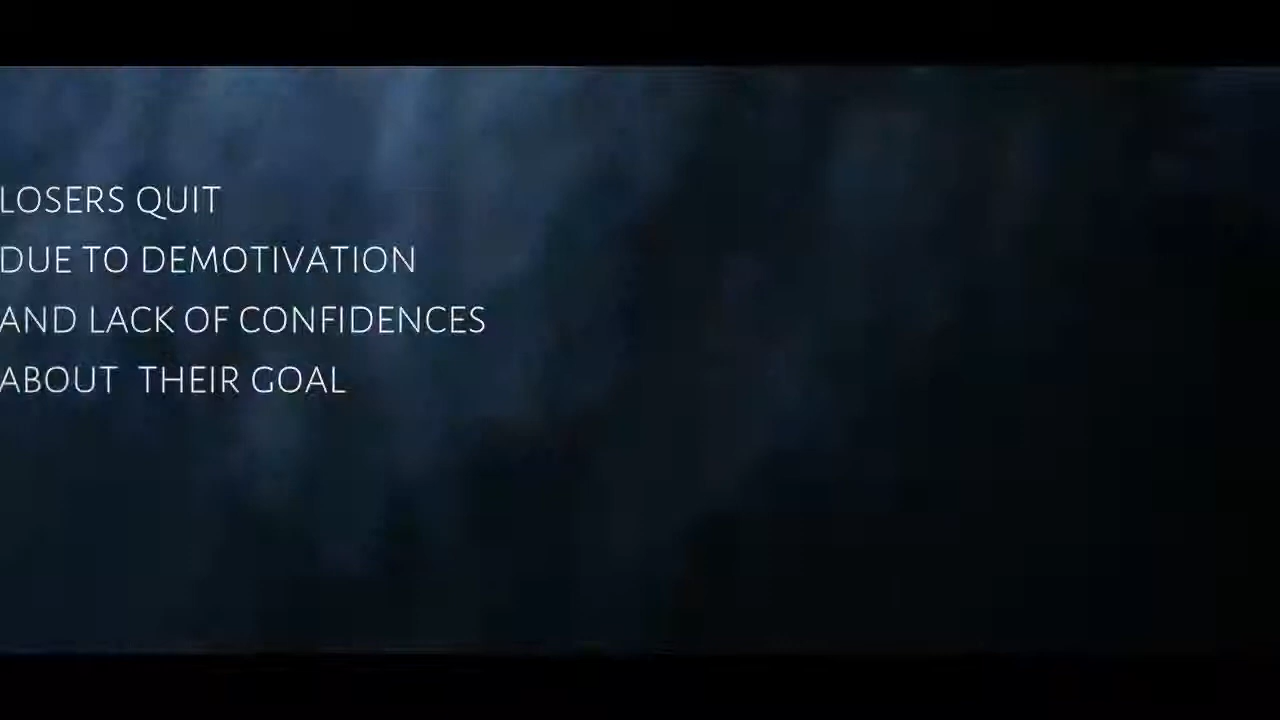 LOSERS QUIT
DUE TO DEMOTIVATION
AND LACK OF CONFIDENCES
ABOUT THEIR GOAL